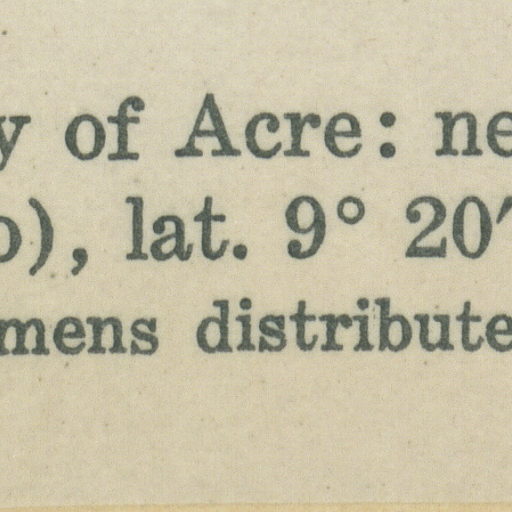 y of Acre: ne
o), lat. 9° 20′
mens distribute